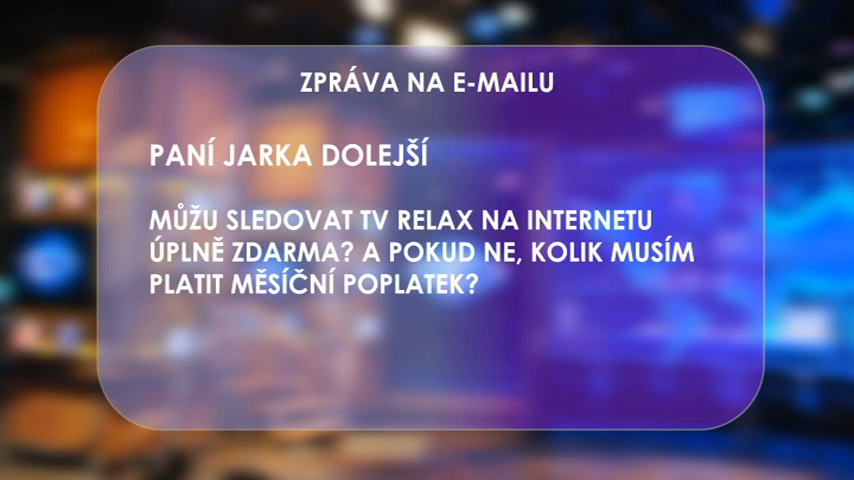 ZPRÁVA NA E-MAILU
PANÍ JARKA DOLEJŠÍ
MŮŽU SLEDOVAT TV RELAX NA INTERNETU
ÚPLNĚ ZDARMA? A POKUD NE, KOLIK MUSÍM
PLATIT MĚSÍČNÍ POPLATEK?